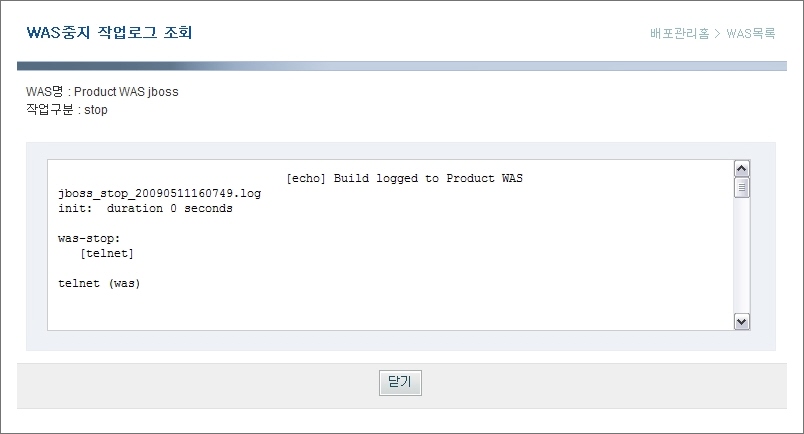 WAS중지 작업로그 조회
배포관리홈 > WAS목록
WAS명 : Product WAS jboss
작업구분 : stop
[echo] Build logged to Product WAS
jboss_stop_20090511160749.log
init:  duration 0 seconds
was-stop:
[telnet]
telnet (was)
닫기